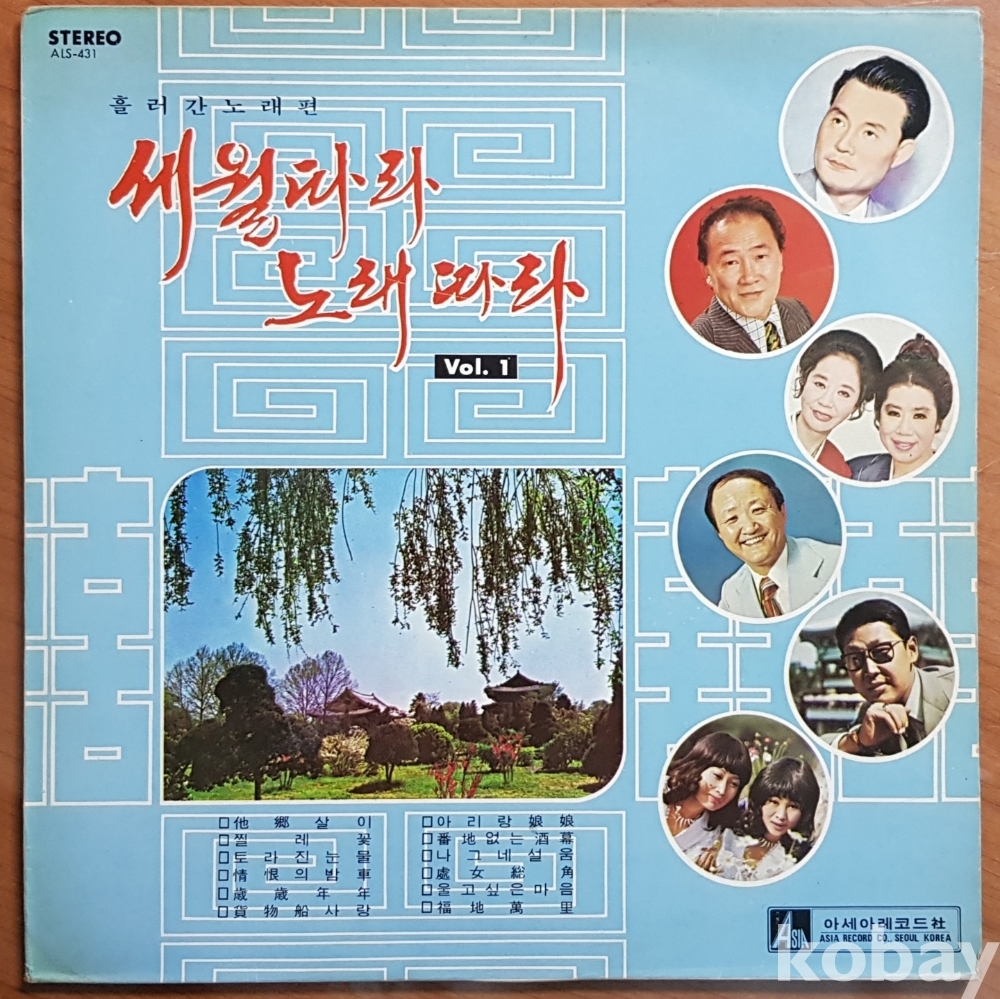 STEREO
ALS-431
흘러간노래편
세월따라
노래따라
Vol. 1
□他鄕살이
□찔레꽃
□토라진눈물
□情恨의밤車
□歲歲年年
□貨物船사랑
□아리랑娘娘
□番地없는酒幕
□나그네설움
□處女総角
□울고싶은마음
□福地萬里
ASIA
아세아레코드社
ASIA RECORD CO., SEOUL KOREA
kobay